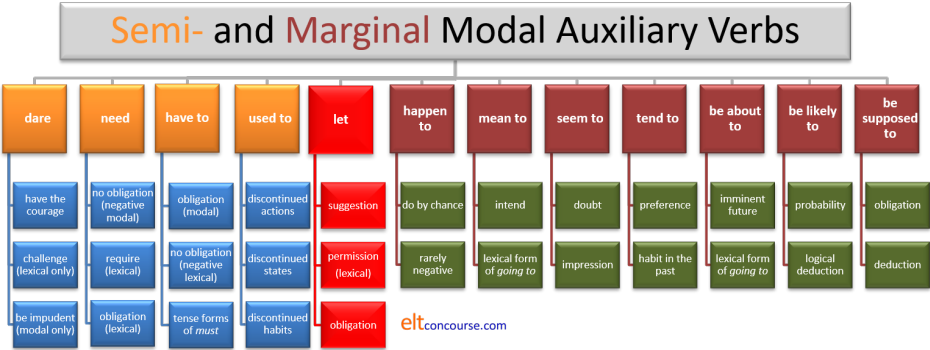 Semi- and Marginal Modal Auxiliary Verbs
dare
need
have to
used to
let
happen
to
mean to
seem to
tend to
be about
to
be likely
to
be
supposed
to
have the
courage
no obligation
(negative
modal)
obligation
(modal)
discontinued
actions
suggestion
do by chance
intend
doubt
preference
imminent
future
probability
obligation
challenge
(lexical only)
require
(lexical)
no obligation
(negative
lexical)
discontinued
states
permission
(lexical)
rarely
negative
lexical form
of going to
impression
habit in the
past
lexical form
of going to
logical
deduction
deduction
be impudent
(modal only)
obligation
(lexical)
tense forms
of must
discontinued
habits
obligation
eltconcourse.com